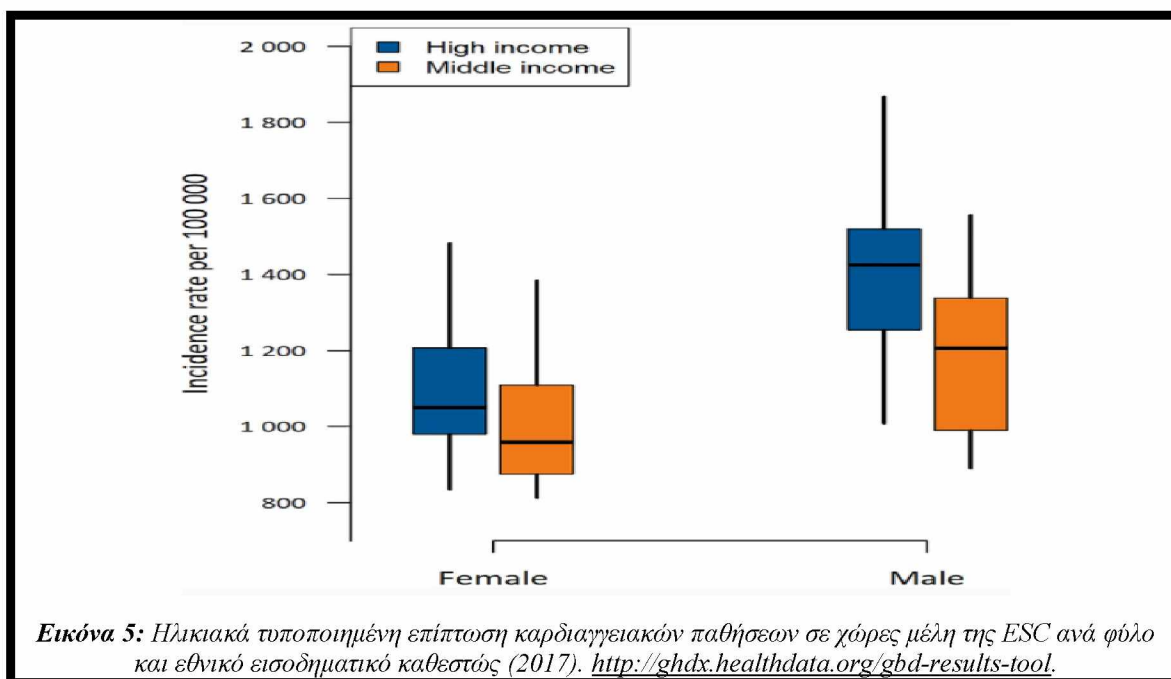 2 000
High income
Middle income
1 800
1 600
1 400
1 200
1 000
800
Incidence rate per 100 000
Female
Male
Εικόνα 5: Ηλικιακά τυποποιημένη επίπτωση καρδιαγγειακών παθήσεων σε χώρες μέλη της ESC ανά φύλο
και εθνικό εισοδηματικό καθεστώς (2017). http://ghdx.healthdata.org/gbd-results-tool.